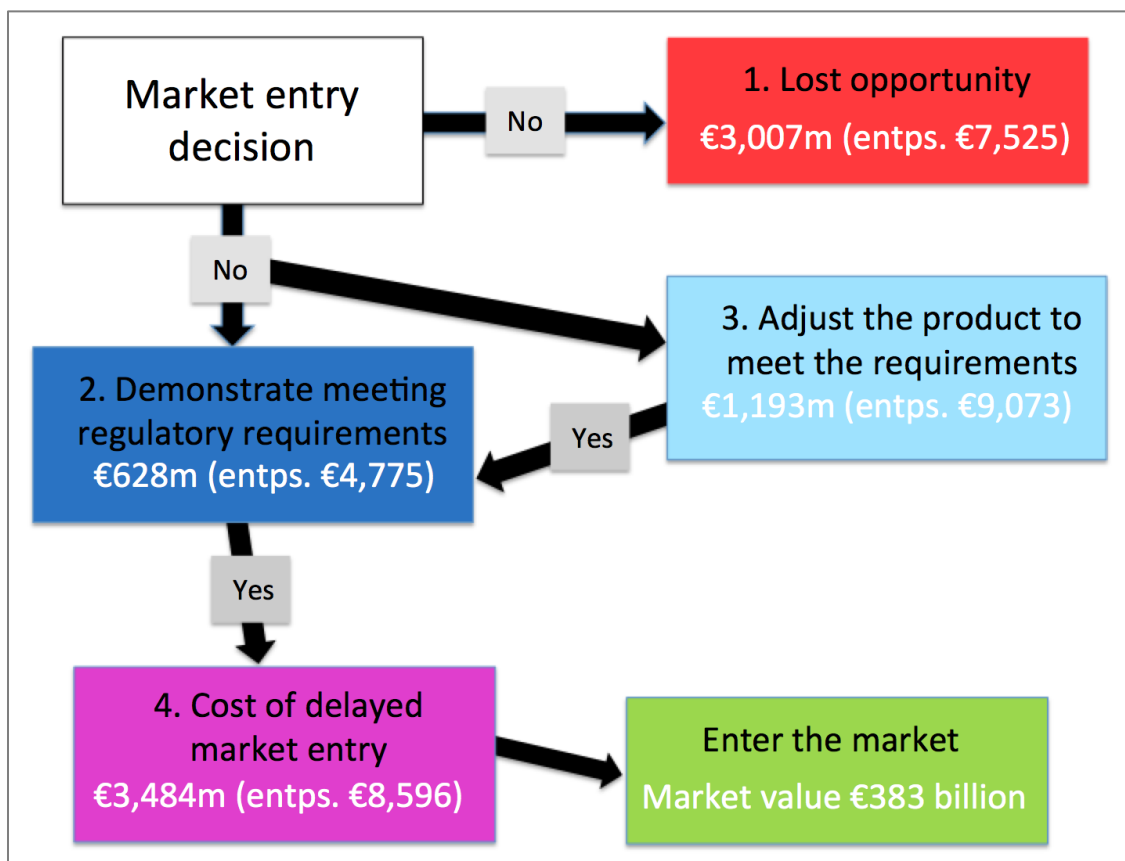 Market entry
decision
No
1. Lost opportunity
€3,007m (entps. €7,525)
No
3. Adjust the product to
meet the requirements
€1,193m (entps. €9,073)
2. Demonstrate meeting
regulatory requirements
€628m (entps. €4,775)
Yes
Yes
4. Cost of delayed
market entry
€3,484m (entps. €8,596)
Enter the market
Market value €383 billion